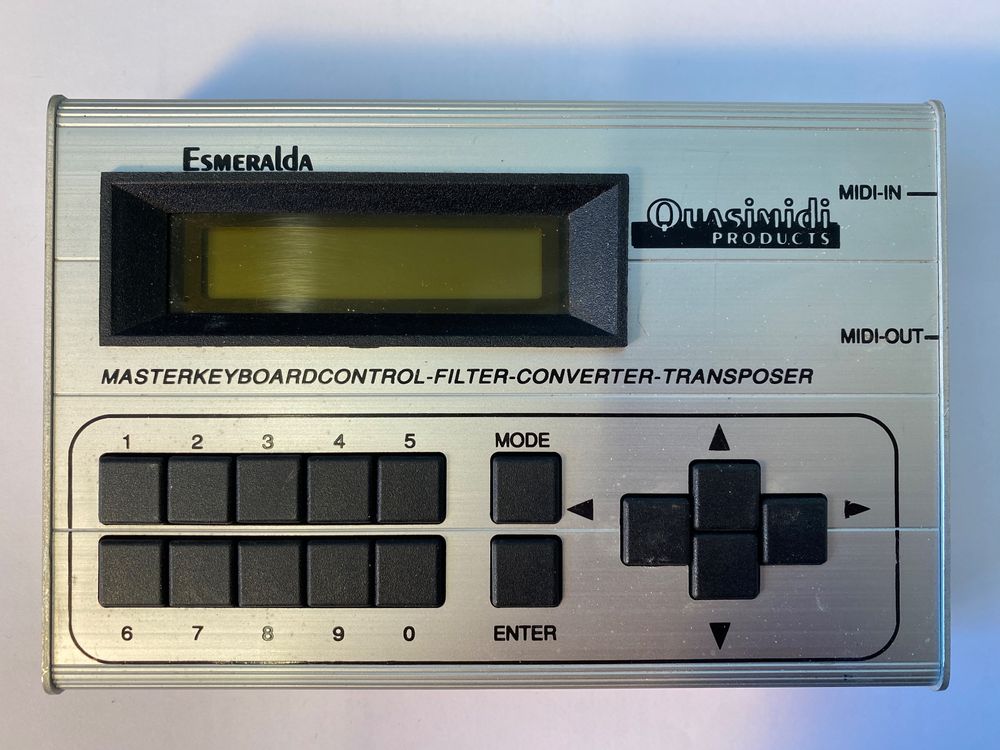 Esmeralda
Quasimidi
PRODUCTS
MIDI-IN
MIDI-OUT
MASTERKEYBOARDCONTROL-FILTER-CONVERTER-TRANSPOSER
1 2 3 4 5
MODE
6 7 8 9 0
ENTER